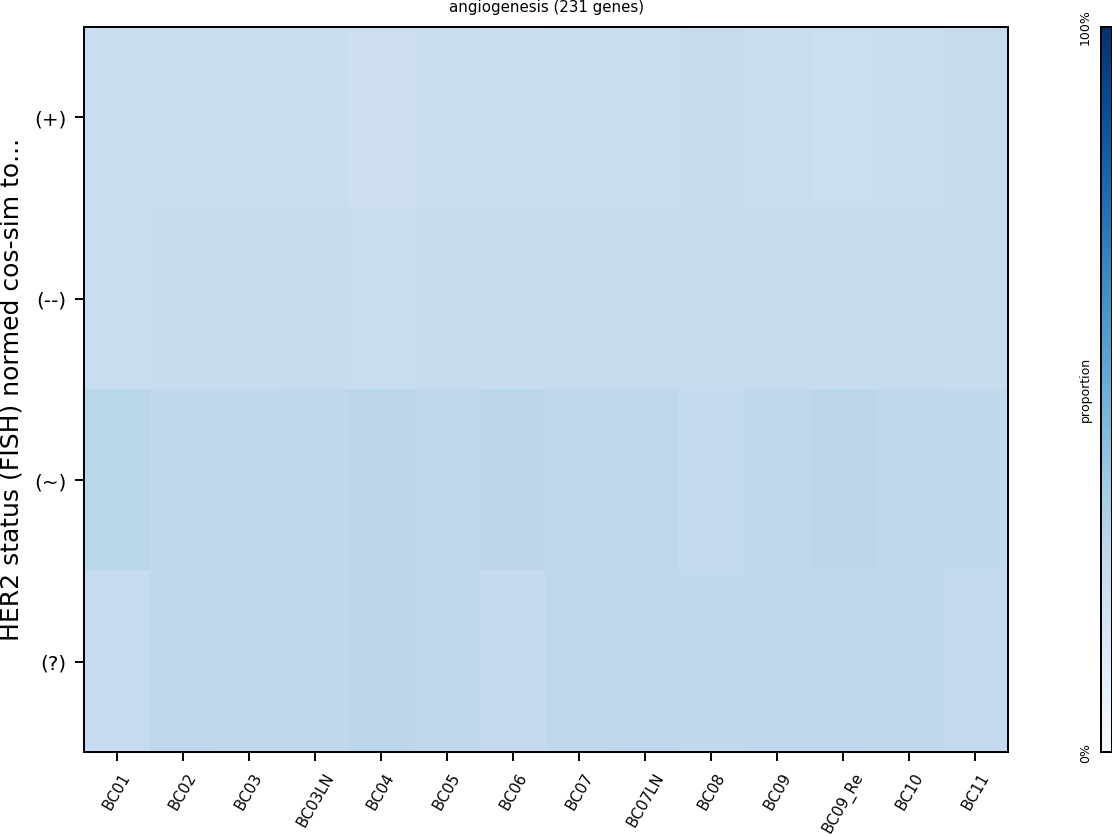 angiogenesis (231 genes)
HER2 status (FISH) normed cos-sim to...
(+)
(--)
(~)
(?)
BC01
BC02
BC03
BC03LN
BC04
BC05
BC06
BC07
BC07LN
BC08
BC09
BC09_Re
BC10
BC11
100%
proportion
0%